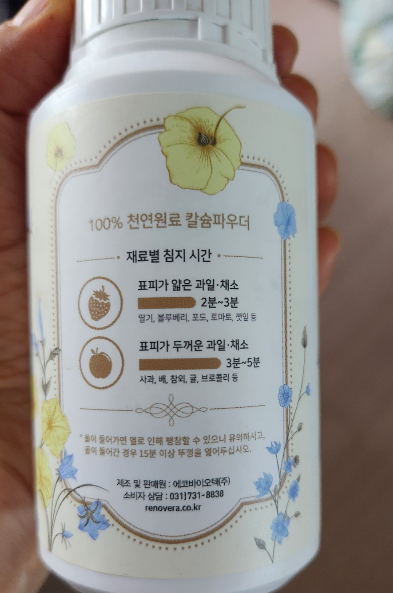 100% 천연원료 칼슘파우더
재료별 침지 시간
표피가 얇은 과일·채소
2분~3분
딸기, 블루베리, 포도, 토마토, 깻잎 등
표피가 두꺼운 과일·채소
3분~5분
사과, 배, 참외, 귤, 브로콜리 등
* 물이 들어가면 열로 인해 팽창할 수 있으니 유의하시고,
물이 들어간 경우 15분 이상 뚜껑을 열어두십시오.
제조 및 판매원 : 에코바이오텍(주)
소비자 상담 : 031)731-8838
renovera.co.kr